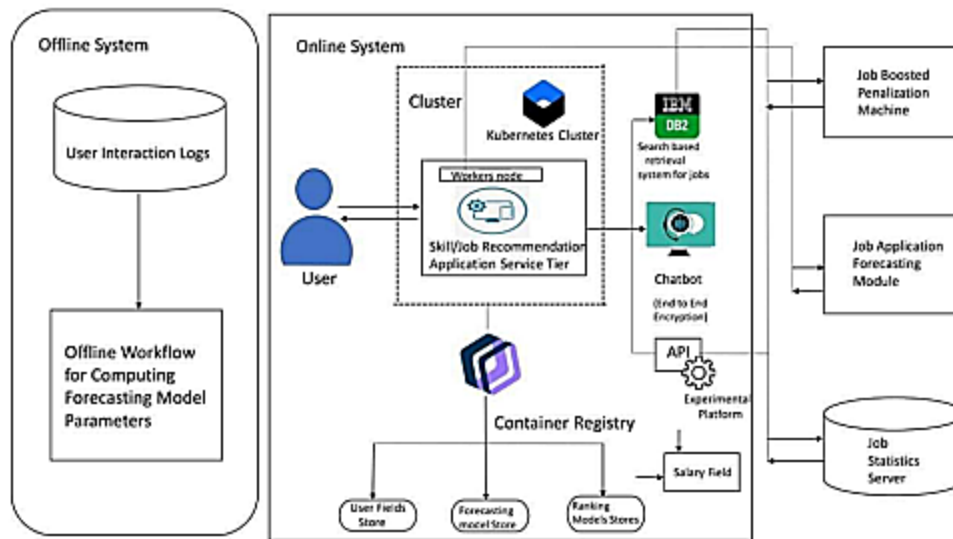 Offline System
User Interaction Logs
Offline Workflow
for Computing
Forecasting Model
Parameters
Online System
Cluster
Kubernetes Cluster
Workers node
Skill/Job Recommendation
Application Service Tier
User
IBM
DB2
Search based
retrieval
system for jobs
Chatbot
(End to End
Encryption)
API
Experimental
Platform
Container Registry
User Fields
Store
Forecasting
model Store
Ranking
Models Stores
Salary Field
Job Boosted
Penalization
Machine
Job Application
Forecasting
Module
Job
Statistics
Server